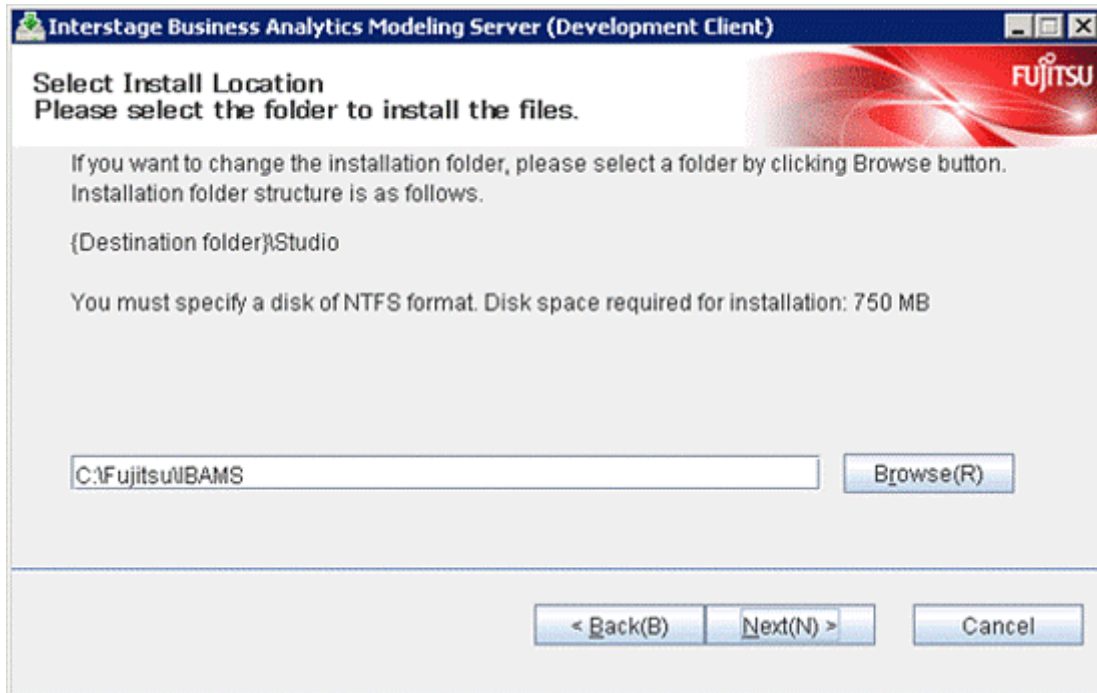 Interstage Business Analytics Modeling Server (Development Client)
FUJITSU
Select Install Location
Please select the folder to install the files.
If you want to change the installation folder, please select a folder by clicking Browse button.
Installation folder structure is as follows.
{Destination folder}\Studio
You must specify a disk of NTFS format. Disk space required for installation: 750 MB
C:\Fujitsu\IBAMS
Browse(R)
< Back(B) Next(N) > Cancel